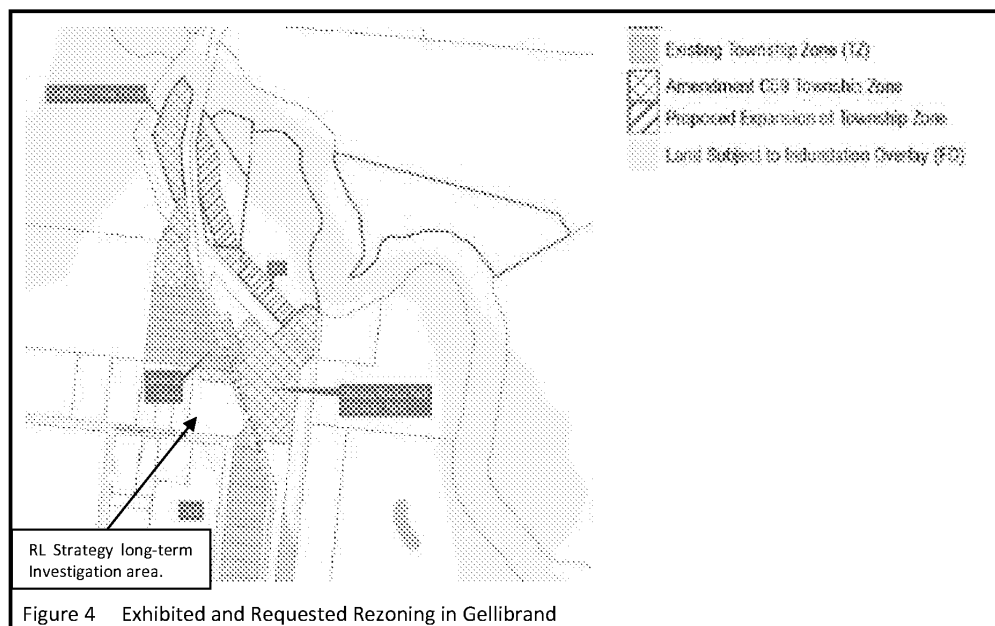 Existing Township Zone (TZ)
Amendment C69 Township Zone
Proposed Expansion of Township Zone
Land Subject to Inundation Overlay (FO)
RL Strategy long-term
Investigation area.
Figure 4 Exhibited and Requested Rezoning in Gellibrand